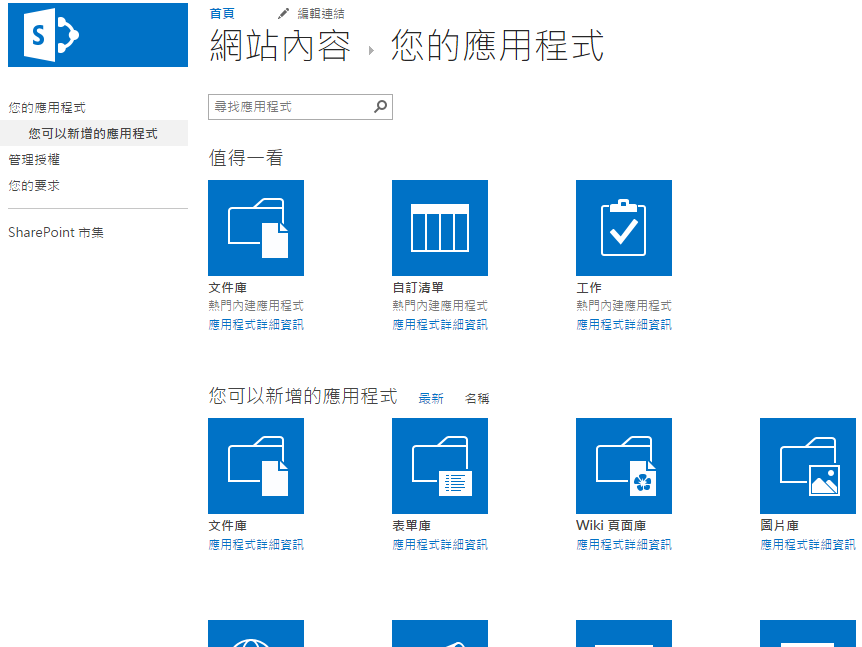 S
首頁
編輯連結
網站內容 ▸ 您的應用程式
尋找應用程式
您的應用程式
您可以新增的應用程式
管理授權
您的要求
SharePoint 市集
值得一看
文件庫
熱門內建應用程式
應用程式詳細資訊
自訂清單
熱門內建應用程式
應用程式詳細資訊
工作
熱門內建應用程式
應用程式詳細資訊
您可以新增的應用程式 最新 名稱
文件庫
應用程式詳細資訊
表單庫
應用程式詳細資訊
Wiki 頁面庫
應用程式詳細資訊
圖片庫
應用程式詳細資訊